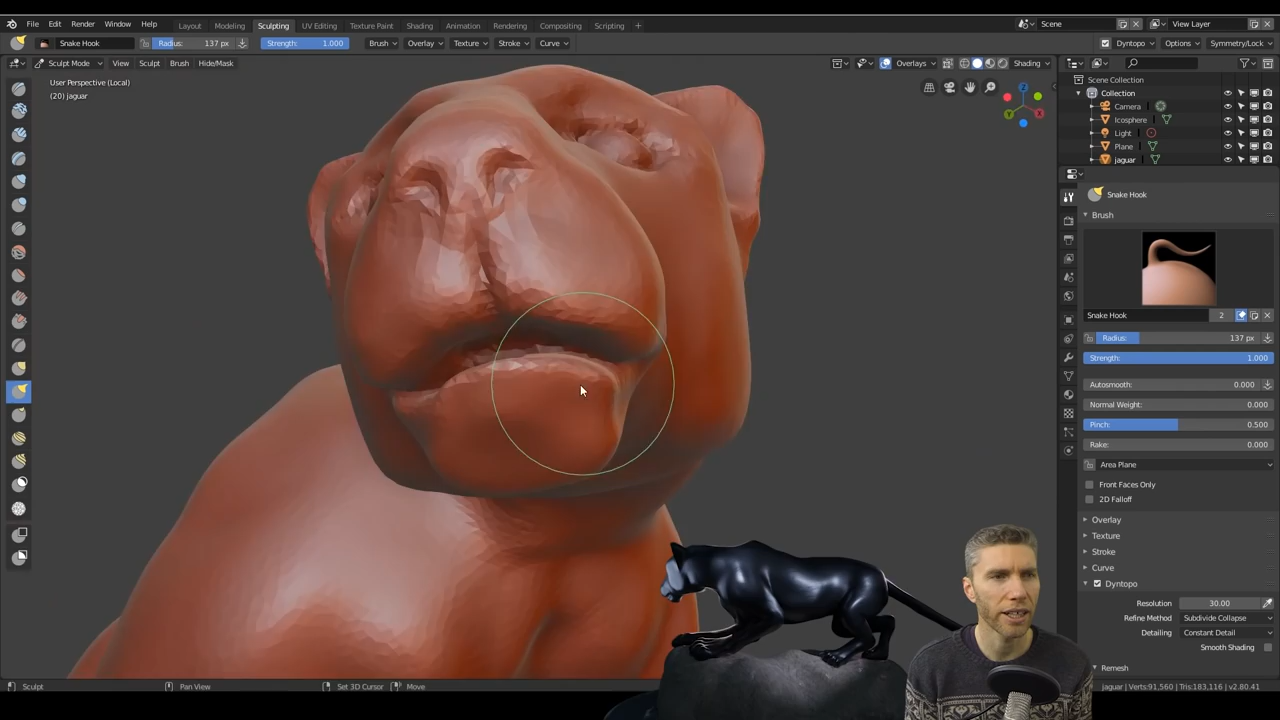 File Edit Render Window Help Layout Modeling Sculpting UV Editing Texture Paint Shading Animation Rendering Compositing Scripting + Scene View Layer
Snake Hook Radius: 137 px Strength: 1.000 Brush Overlay Texture Stroke Curve Dyntopo Options Symmetry/Lock
Sculpt Mode View Sculpt Brush Hide/Mask Overlays Shading
User Perspective (Local)
(20) jaguar
Scene Collection
Collection
Camera
Icosphere
Light
Plane
jaguar
Snake Hook
Brush
Snake Hook 2
Radius: 137 px
Strength: 1.000
Autosmooth: 0.000
Normal Weight: 0.000
Pinch: 0.500
Rake: 0.000
Area Plane
Front Faces Only
2D Falloff
Overlay
Texture
Stroke
Curve
Dyntopo
Resolution 30.00
Refine Method Subdivide Collapse
Detailing Constant Detail
Smooth Shading
Remesh
Sculpt Pan View Set 3D Cursor Move jaguar | Verts:91,560 | Tris:183,116 | v2.80.41